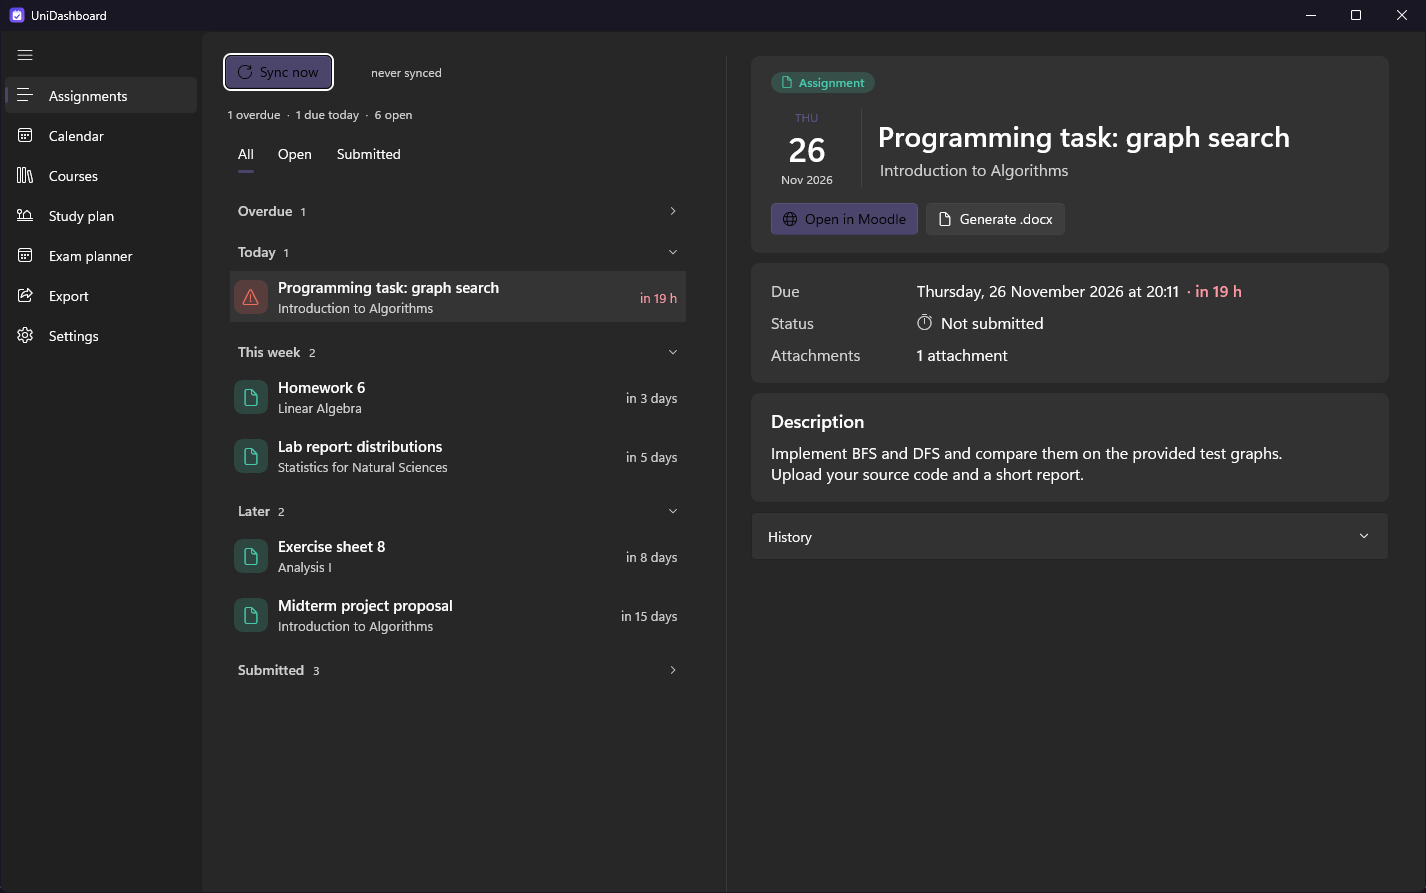 UniDashboard
Assignments
Calendar
Courses
Study plan
Exam planner
Export
Settings
Sync now
never synced
1 overdue · 1 due today · 6 open
All Open Submitted
Overdue 1
Today 1
Programming task: graph search
Introduction to Algorithms
in 19 h
This week 2
Homework 6
Linear Algebra
in 3 days
Lab report: distributions
Statistics for Natural Sciences
in 5 days
Later 2
Exercise sheet 8
Analysis I
in 8 days
Midterm project proposal
Introduction to Algorithms
in 15 days
Submitted 3
Assignment
THU
26
Nov 2026
Programming task: graph search
Introduction to Algorithms
Open in Moodle
Generate .docx
Due Thursday, 26 November 2026 at 20:11 · in 19 h
Status Not submitted
Attachments 1 attachment
Description
Implement BFS and DFS and compare them on the provided test graphs.
Upload your source code and a short report.
History